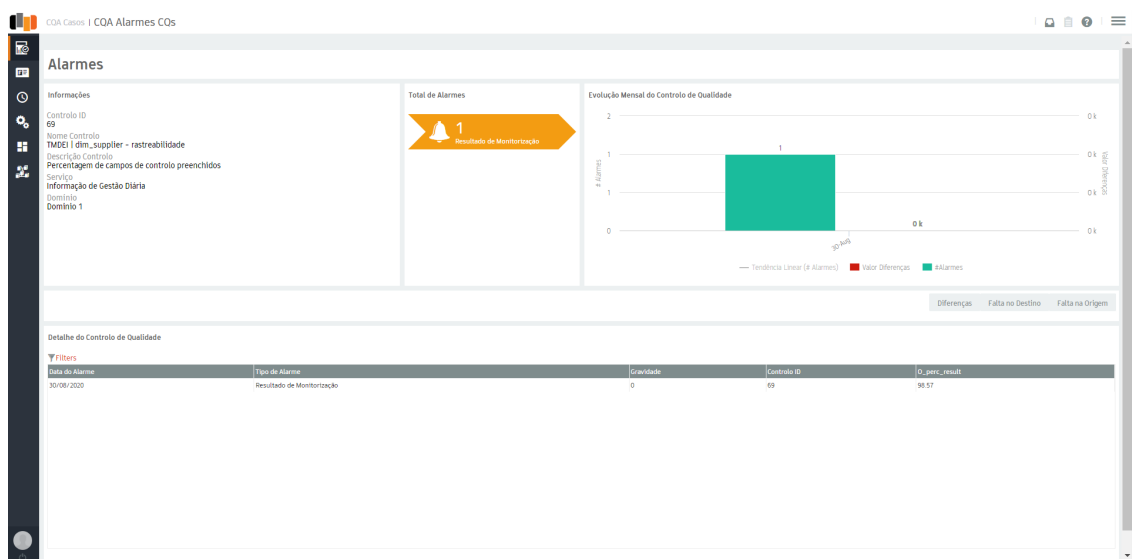 CQA Casos | CQA Alarmes CQs
Alarmes
Informações
Controlo ID
69
Nome Controlo
TMDEI | dim_supplier - rastreabilidade
Descrição Controlo
Percentagem de campos de controlo preenchidos
Serviço
Informação de Gestão Diária
Domínio
Domínio 1
Total de Alarmes
1
Resultado de Monitorização
Evolução Mensal do Controlo de Qualidade
2
1
1
0
# Alarmes
1
0 k
0 k
0 k
0 k
0 k
Valor Diferenças
30-Aug
Tendência Linear (# Alarmes) Valor Diferenças #Alarmes
Diferenças Falta no Destino Falta na Origem
Detalhe do Controlo de Qualidade
Filters
Data do Alarme Tipo de Alarme Gravidade Controlo ID D_perc_result
30/08/2020 Resultado de Monitorização 0 69 98.57